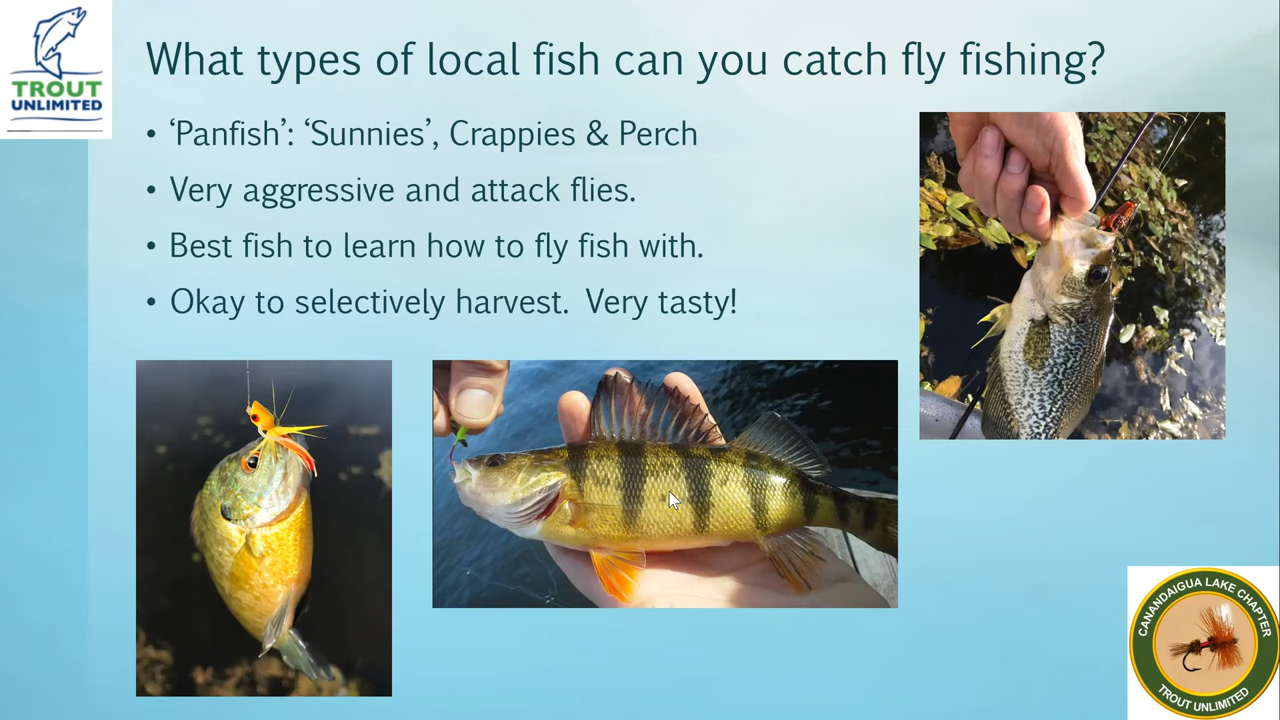 TROUT
UNLIMITED
What types of local fish can you catch fly fishing?
• ‘Panfish’: ‘Sunnies’, Crappies & Perch
• Very aggressive and attack flies.
• Best fish to learn how to fly fish with.
• Okay to selectively harvest.  Very tasty!
CANANDAIGUA LAKE CHAPTER
TROUT UNLIMITED